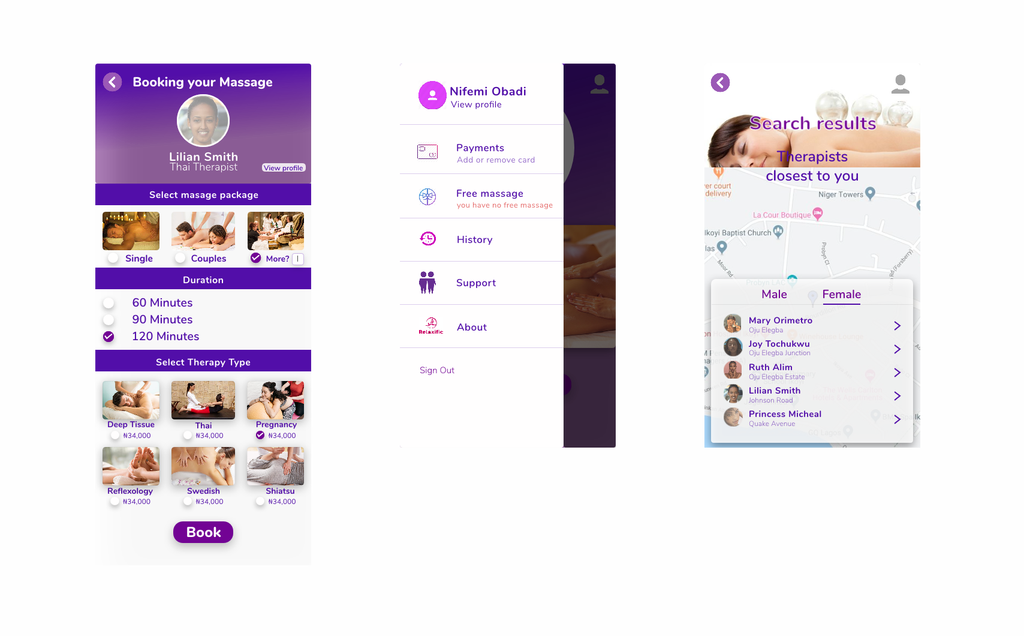 Booking your Massage
Lilian Smith
Thai Therapist
View profile
Select masage package
Single
Couples
More?
Duration
60 Minutes
90 Minutes
120 Minutes
Select Therapy Type
Deep Tissue
₦34,000
Thai
₦34,000
Pregnancy
₦34,000
Reflexology
₦34,000
Swedish
₦34,000
Shiatsu
₦34,000
Book
Nifemi Obadi
View profile
Payments
Add or remove card
Free massage
you have no free massage
History
Support
Relaxific
About
Sign Out
Search results
Therapists
closest to you
ver court
delivery
Niger Towers
La Cour Boutique
Ikoyi Baptist Church
las
Moor Rd
Male
Female
Mary Orimetro
Oju Elegba
Joy Tochukwu
Oju Elegba Junction
Ruth Alim
Oju Elegba Estate
Lilian Smith
Johnson Road
Princess Micheal
Quake Avenue